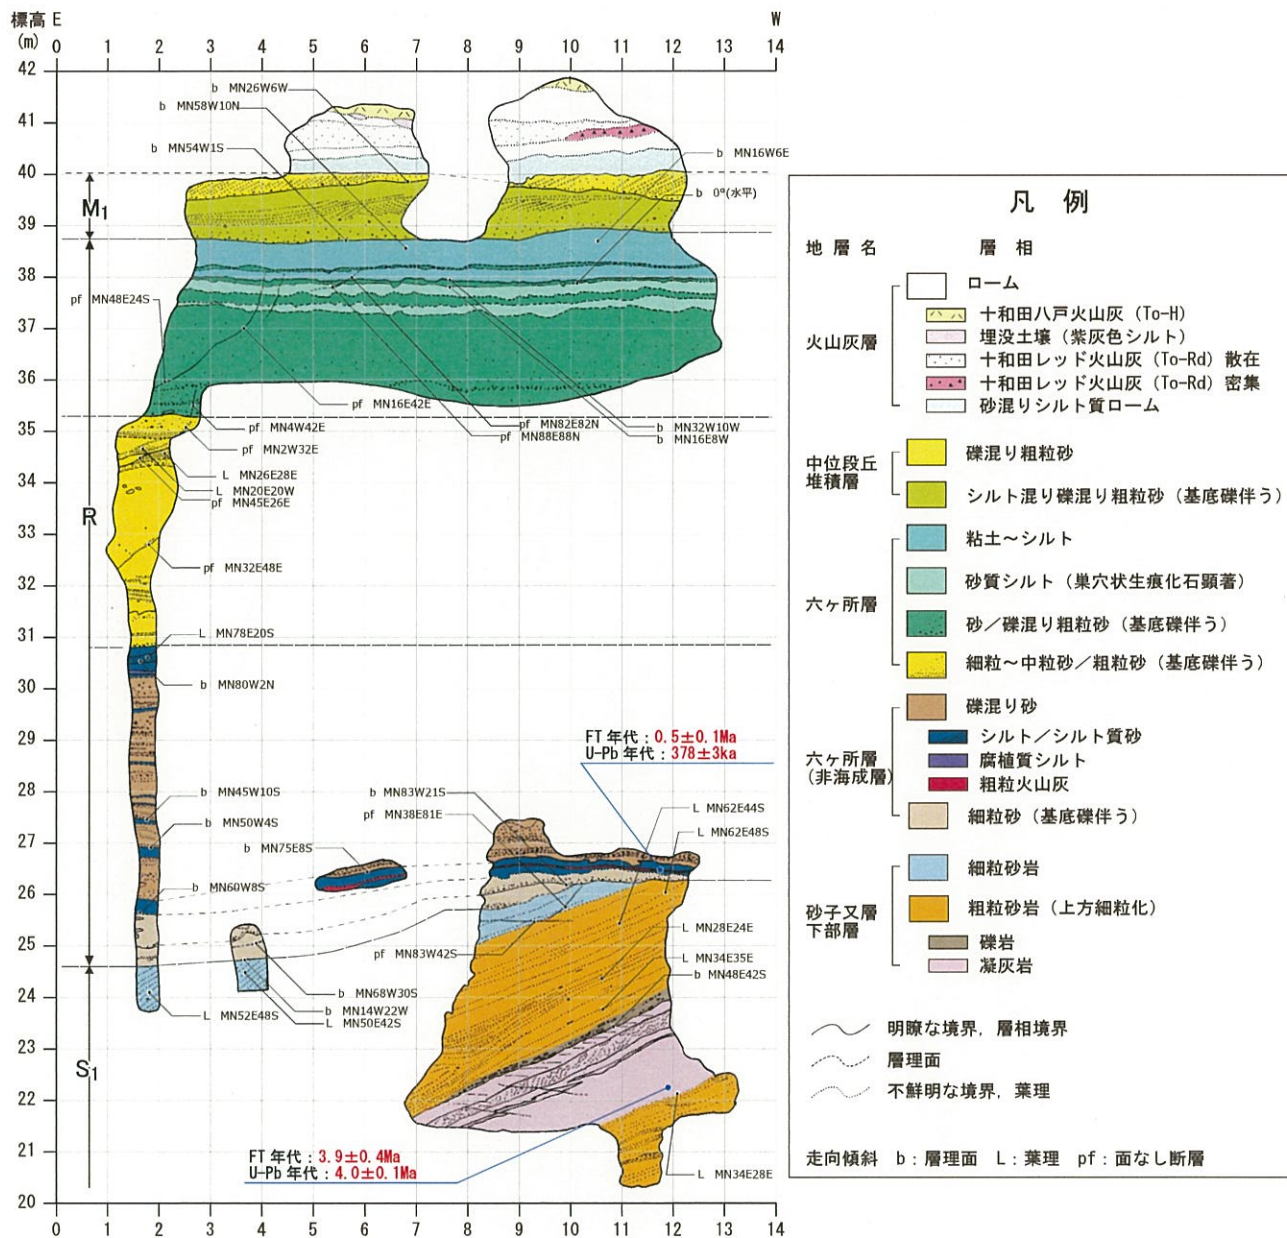 標高 E
W
(m)
0 1 2 3 4 5 6 7 8 9 10 11 12 13 14
42
41
40
39
38
37
36
35
34
33
32
31
30
29
28
27
26
25
24
23
22
21
20
M1
R
S1
b MN26W6W
b MN58W10N
b MN54W1S
b MN16W6E
b 0°(水平)
pf MN48E24S
pf MN16E42E
pf MN4W42E
pf MN82E82N
b MN32W10W
pf MN88E88N
b MN16E8W
pf MN2W32E
L MN26E28E
L MN20E20W
pf MN45E26E
pf MN32E48E
L MN78E20S
b MN80W2N
FT 年代：0.5±0.1Ma
U-Pb 年代：378±3ka
b MN83W21S
L MN62E44S
b MN45W10S
pf MN38E81E
L MN62E48S
b MN50W4S
b MN75E8S
b MN60W8S
L MN28E24E
pf MN83W42S
L MN34E35E
b MN48E42S
b MN68W30S
b MN14W22W
L MN52E48S
L MN50E42S
FT 年代：3.9±0.4Ma
U-Pb 年代：4.0±0.1Ma
L MN34E28E
0 1 2 3 4 5 6 7 8 9 10 11 12 13 14
凡 例
地 層 名 層 相
火山灰層
ローム
十和田八戸火山灰 (To-H)
埋没土壌（紫灰色シルト）
十和田レッド火山灰 (To-Rd) 散在
十和田レッド火山灰 (To-Rd) 密集
砂混りシルト質ローム
中位段丘
堆積層
礫混り粗粒砂
シルト混り礫混り粗粒砂（基底礫伴う）
六ヶ所層
粘土～シルト
砂質シルト（巣穴状生痕化石顕著）
砂／礫混り粗粒砂（基底礫伴う）
細粒～中粒砂／粗粒砂（基底礫伴う）
六ヶ所層
(非海成層)
礫混り砂
シルト／シルト質砂
腐植質シルト
粗粒火山灰
細粒砂（基底礫伴う）
砂子又層
下部層
細粒砂岩
粗粒砂岩（上方細粒化）
礫岩
凝灰岩
明瞭な境界，層相境界
層理面
不鮮明な境界，葉理
走向傾斜 b：層理面 L：葉理 pf：面なし断層